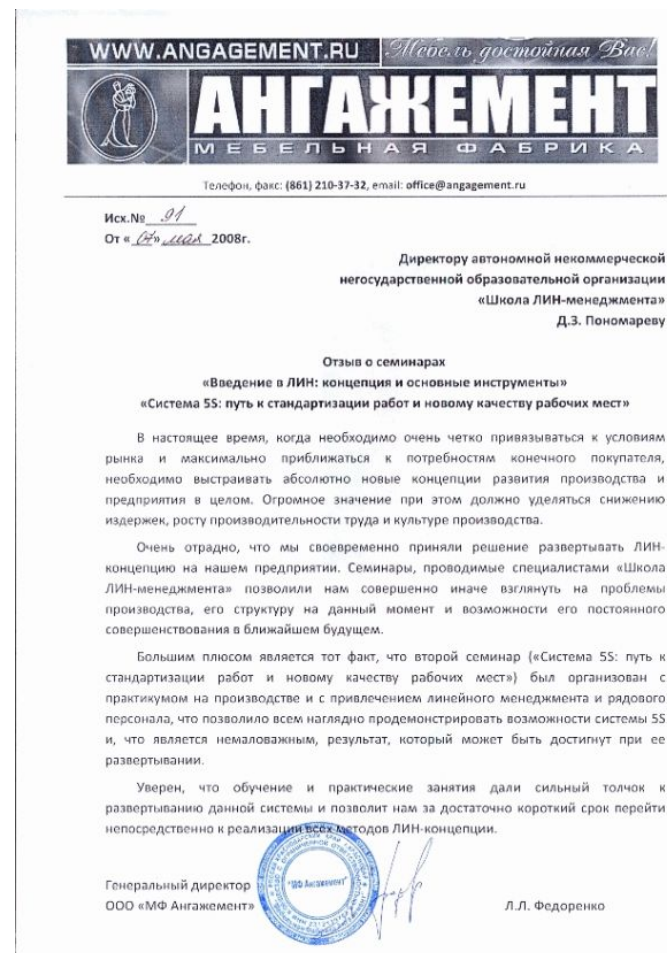 WWW.ANGAGEMENT.RU
Мебель достойная Вас!
АНГАЖЕМЕНТ
МЕБЕЛЬНАЯ ФАБРИКА
Телефон, факс: (861) 210-37-32, email: office@angagement.ru
Исх.№ 91
От « 07» мая 2008г.
Директору автономной некоммерческой
негосударственной образовательной организации
«Школа ЛИН-менеджмента»
Д.З. Пономареву
Отзыв о семинарах
«Введение в ЛИН: концепция и основные инструменты»
«Система 5S: путь к стандартизации работ и новому качеству рабочих мест»
В настоящее время, когда необходимо очень четко привязываться к условиям
рынка и максимально приближаться к потребностям конечного покупателя,
необходимо выстраивать абсолютно новые концепции развития производства и
предприятия в целом. Огромное значение при этом должно уделяться снижению
издержек, росту производительности труда и культуре производства.
Очень отрадно, что мы своевременно приняли решение развертывать ЛИН-
концепцию на нашем предприятии. Семинары, проводимые специалистами «Школа
ЛИН-менеджмента» позволили нам совершенно иначе взглянуть на проблемы
производства, его структуру на данный момент и возможности его постоянного
совершенствования в ближайшем будущем.
Большим плюсом является тот факт, что второй семинар («Система 5S: путь к
стандартизации работ и новому качеству рабочих мест») был организован с
практикумом на производстве и с привлечением линейного менеджмента и рядового
персонала, что позволило всем наглядно продемонстрировать возможности системы 5S
и, что является немаловажным, результат, который может быть достигнут при ее
развертывании.
Уверен, что обучение и практические занятия дали сильный толчок к
развертыванию данной системы и позволит нам за достаточно короткий срок перейти
непосредственно к реализации всех методов ЛИН-концепции.
Генеральный директор
ООО «МФ Ангажемент»
"МФ Ангажемент"
Л.Л. Федоренко